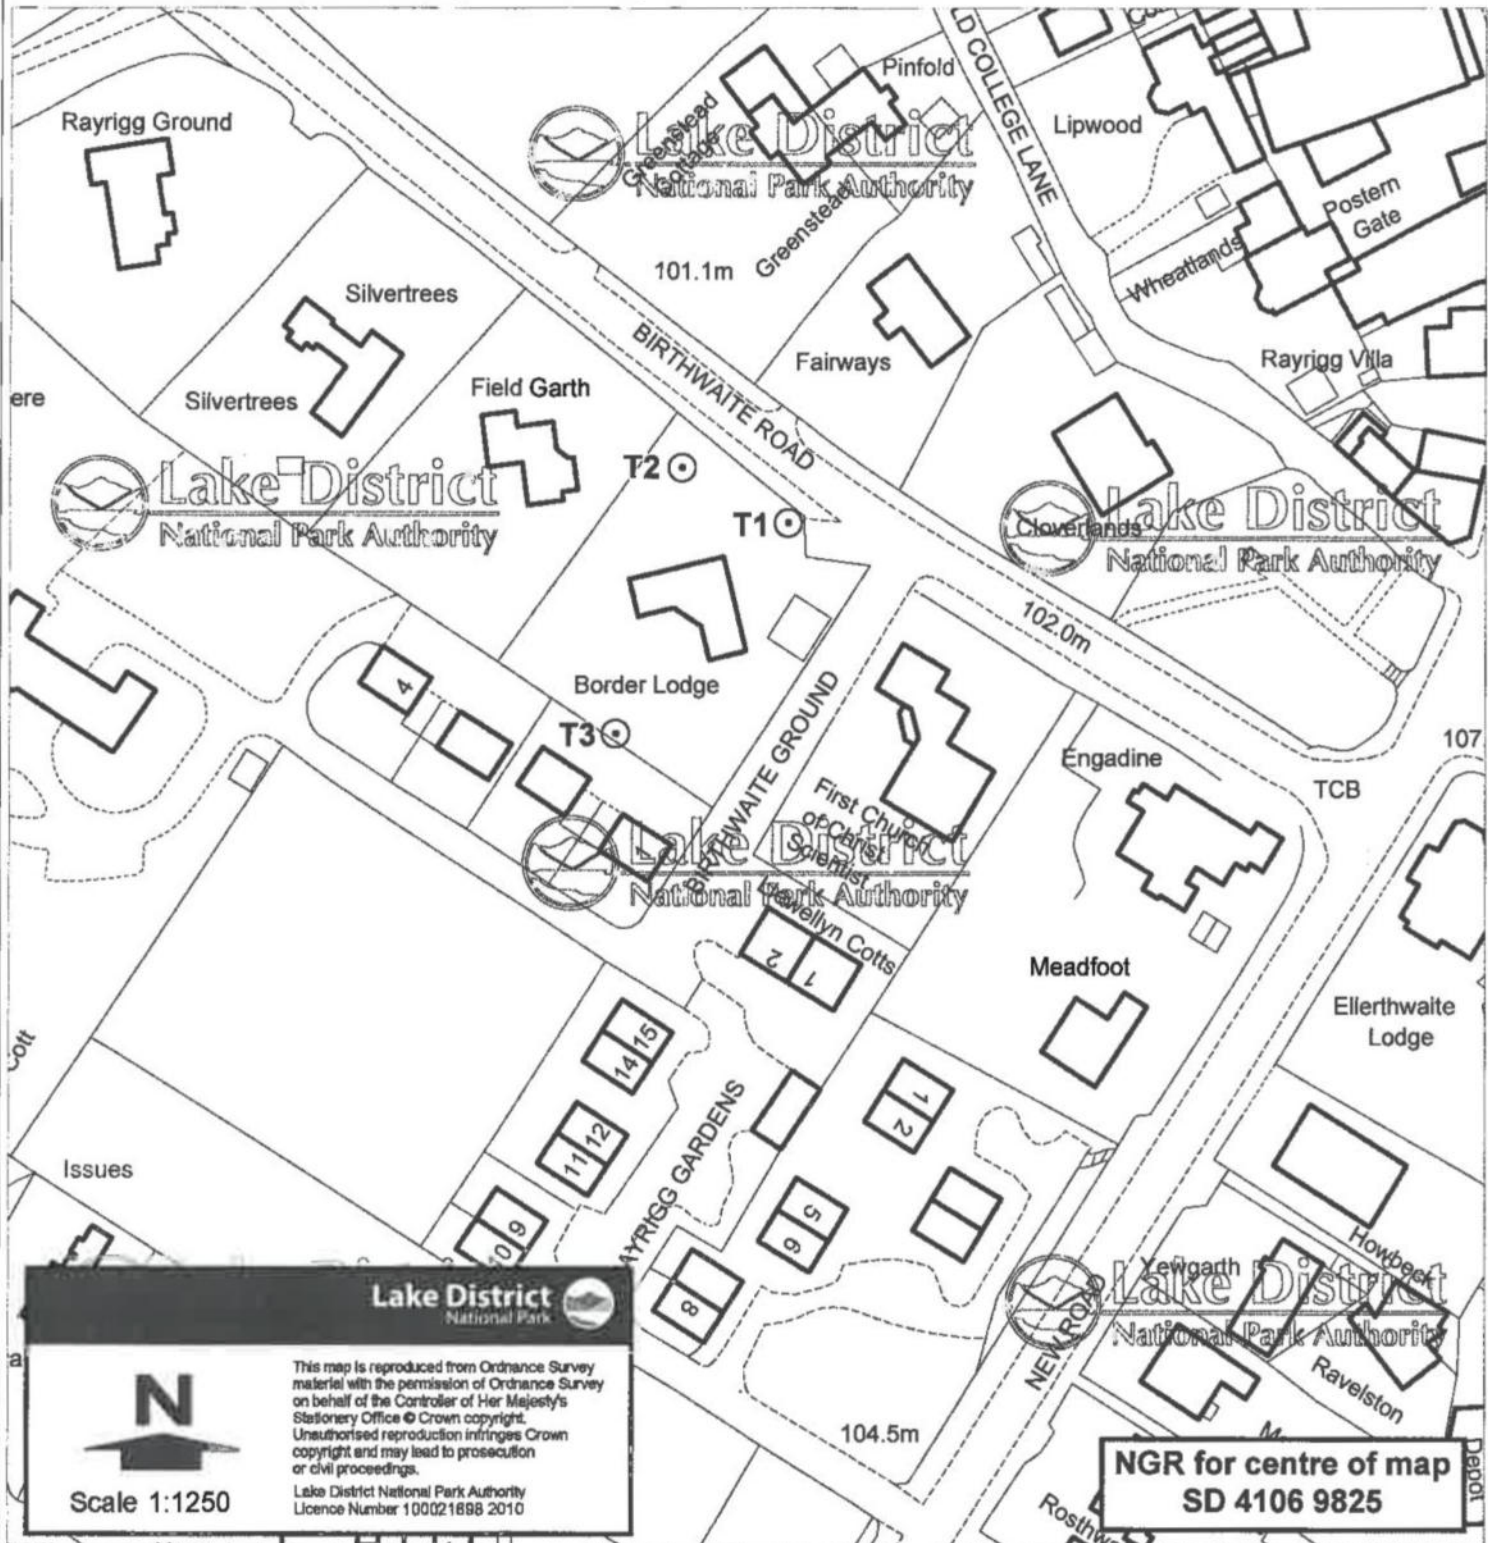 Rayrigg Ground
Pinfold
Lipwood
Greenstead
Cottage
Greenstead
LD COLLEGE LANE
Postern
Gate
Wheatlands
101.1m
Silvertrees
Silvertrees
ere
Field Garth
BIRTHWAITE ROAD
Fairways
Rayrigg Villa
T2
T1
Cloverlands
102.0m
4
Border Lodge
T3
1
BIRTHWAITE GROUND
First Church
of Christ
Scientist
Engadine
TCB
107
Llewellyn Cotts
2
1
Meadfoot
Ellerthwaite
Lodge
ott
15
14
12
11
9
10
1
2
5
6
8
AYRIGG GARDENS
Issues
Howbeck
Yewgarth
NEW ROAD
Ravelston
104.5m
Depot
Lake District
National Park Authority
Lake District
National Park Authority
Lake District
National Park Authority
Lake District
National Park Authority
Lake District
National Park Authority
Lake District
National Park
N
Scale 1:1250
This map is reproduced from Ordnance Survey
material with the permission of Ordnance Survey
on behalf of the Controller of Her Majesty's
Stationery Office © Crown copyright.
Unauthorised reproduction infringes Crown
copyright and may lead to prosecution
or civil proceedings.
Lake District National Park Authority
Licence Number 100021698 2010
NGR for centre of map
SD 4106 9825